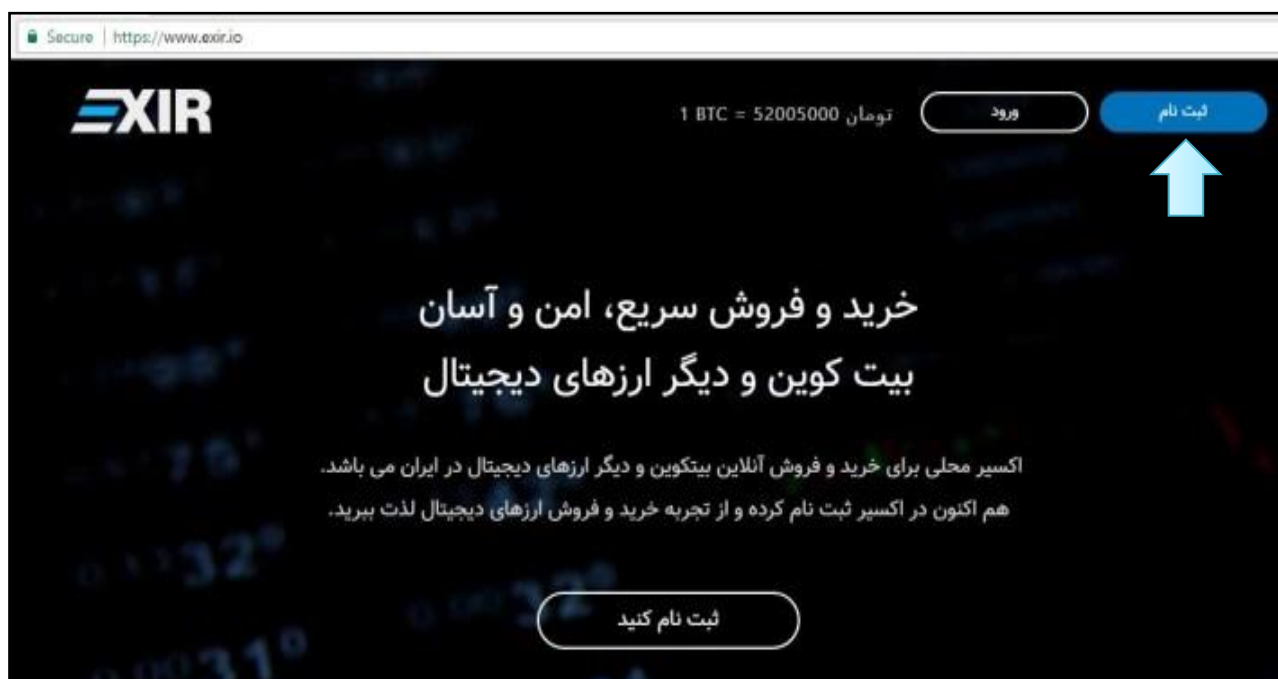 Secure | https://www.exir.io
EXIR
1 BTC = 52005000 تومان
ورود
ثبت نام
خرید و فروش سریع، امن و آسان
بیت کوین و دیگر ارزهای دیجیتال
اکسیر محلی برای خرید و فروش آنلاین بیتکوین و دیگر ارزهای دیجیتال در ایران می باشد.
هم اکنون در اکسیر ثبت نام کرده و از تجربه خرید و فروش ارزهای دیجیتال لذت ببرید.
ثبت نام کنید